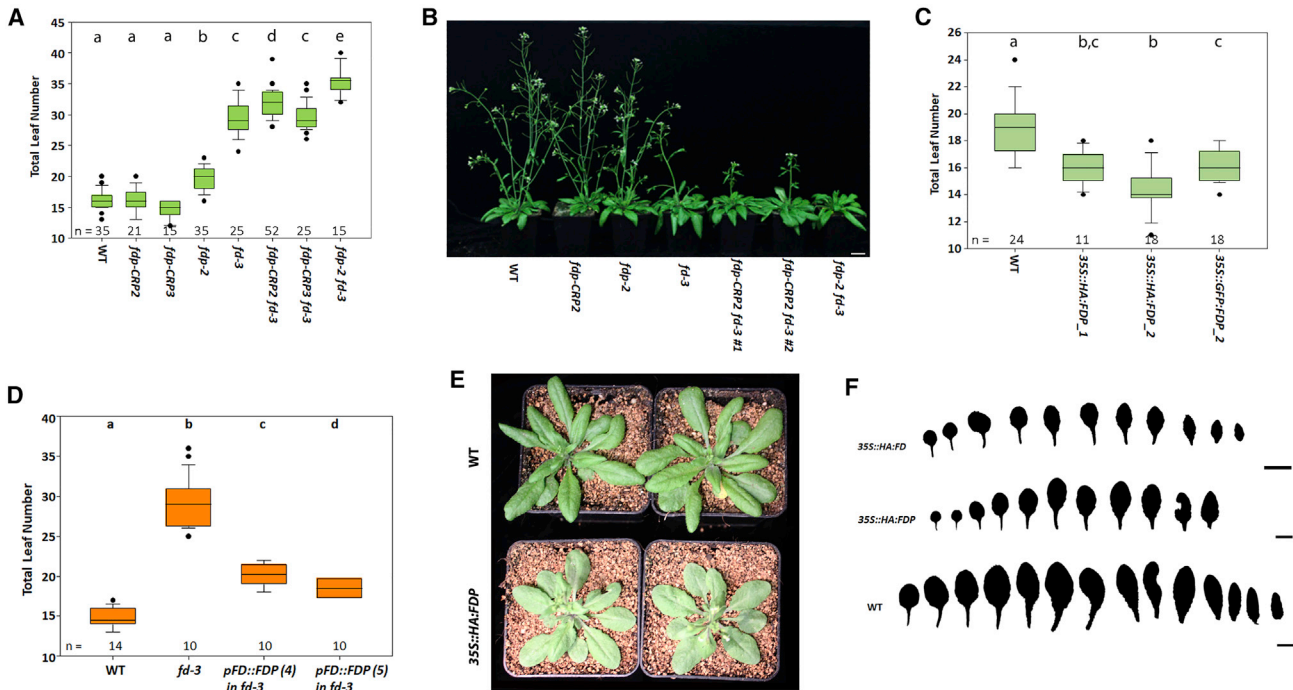 A
Total Leaf Number
45
40
35
30
25
20
15
10
a a a b c d c e
n = 35 21 15 35 25 52 25 15
WT
fdp-CRP2
fdp-CRP3
fdp-2
fd-3
fdp-CRP2 fd-3
fdp-CRP3 fd-3
fdp-2 fd-3
B
WT
fdp-CRP2
fdp-2
fd-3
fdp-CRP2 fd-3 #1
fdp-CRP2 fd-3 #2
fdp-2 fd-3
C
Total Leaf Number
26
24
22
20
18
16
14
12
10
a b,c b c
n = 24 11 18 18
WT
35S::HA:FDP_1
35S::HA:FDP_2
35S::GFP:FDP_2
D
Total Leaf Number
40
35
30
25
20
15
10
a b c d
n = 14 10 10 10
WT fd-3 pFD::FDP (4) pFD::FDP (5)
in fd-3 in fd-3
E
WT
35S::HA:FDP
F
35S::HA:FD
35S::HA:FDP
WT